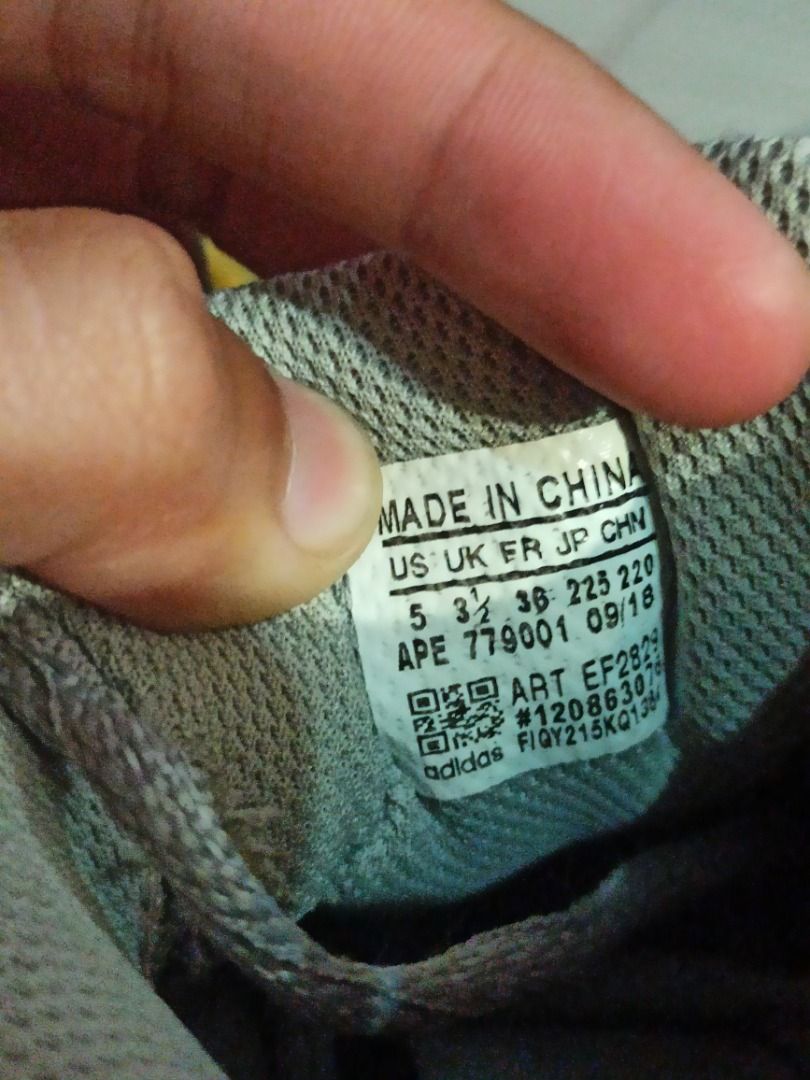 MADE IN CHINA
US UK FR JP CHN
5 3½ 36 225 220
APE 779001 09/18
ART EF2829
#120863078
adidas